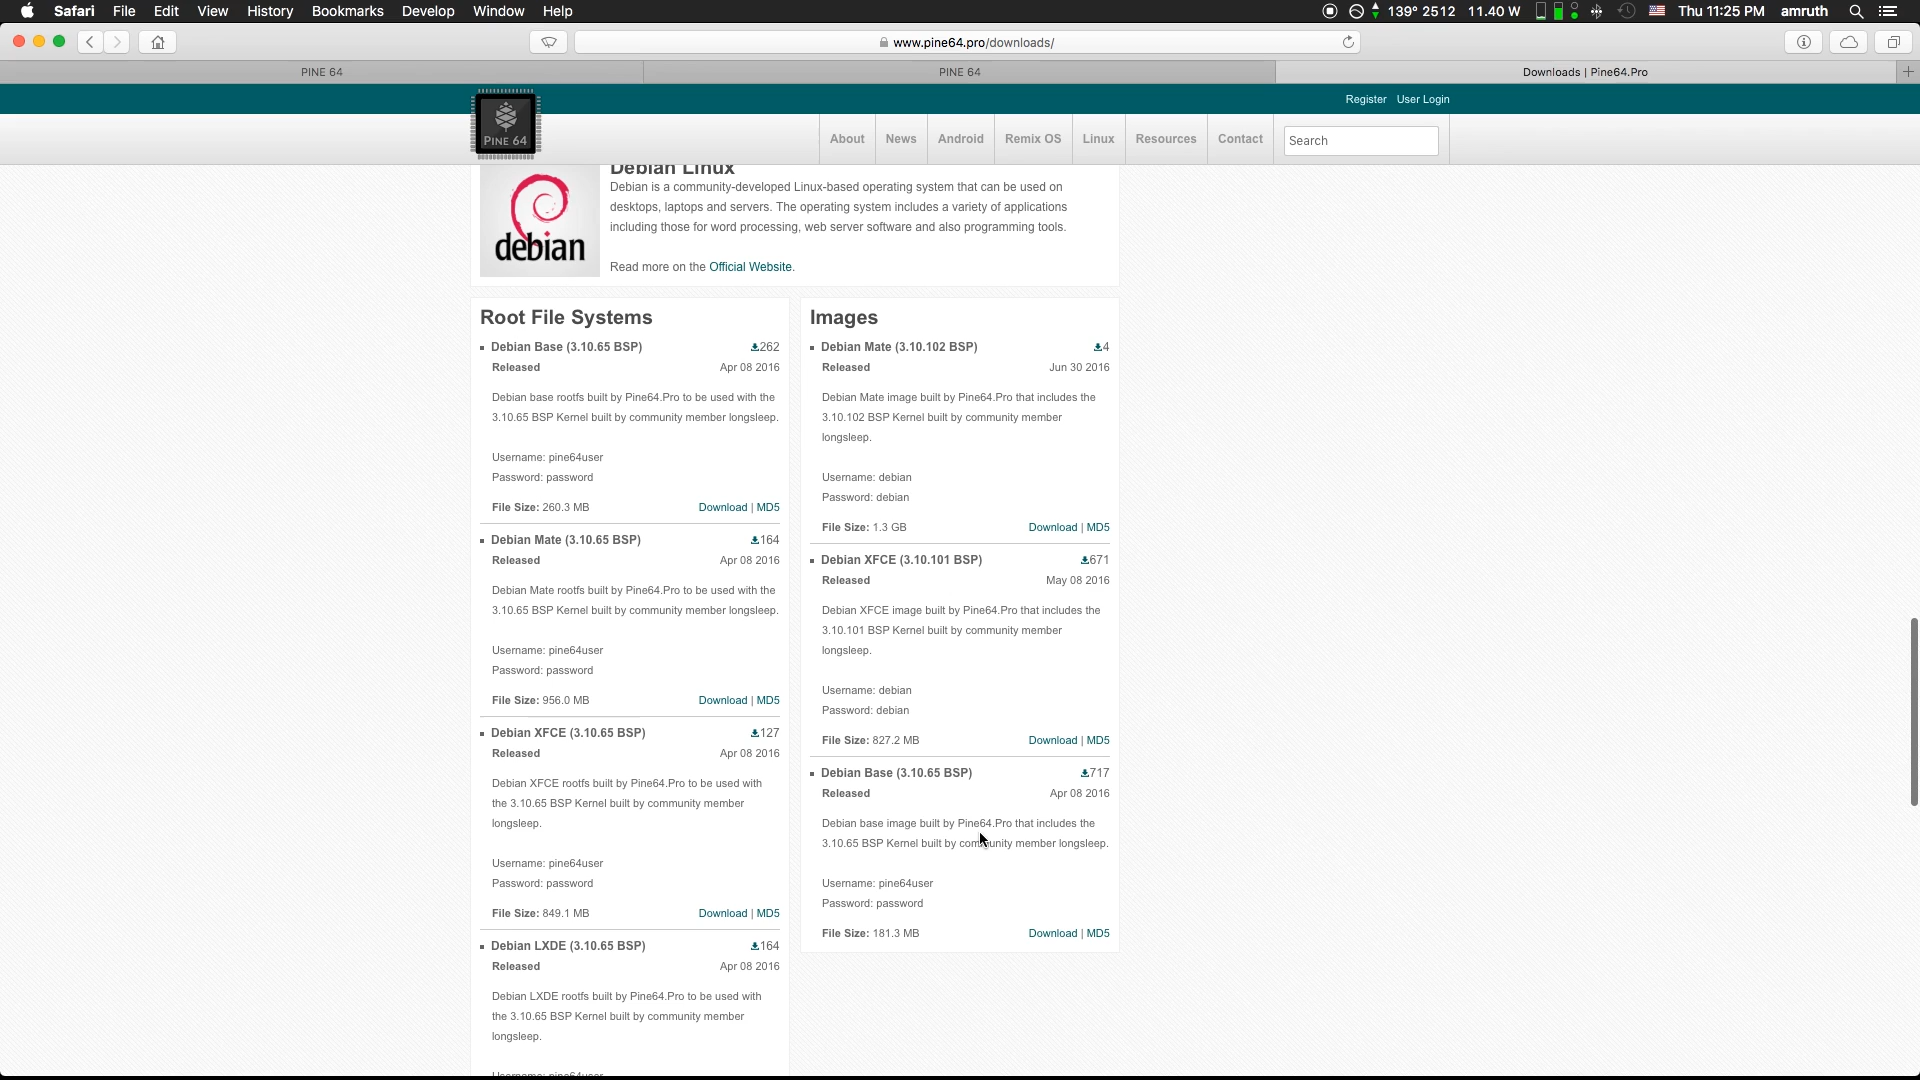 Safari File Edit View History Bookmarks Develop Window Help 139° 2512 11.40 W Thu 11:25 PM amruth
www.pine64.pro/downloads/
PINE 64 PINE 64 Downloads | Pine64.Pro
Register User Login
PINE 64
About News Android Remix OS Linux Resources Contact Search
Debian Linux
debian
Debian is a community-developed Linux-based operating system that can be used on
desktops, laptops and servers. The operating system includes a variety of applications
including those for word processing, web server software and also programming tools.
Read more on the Official Website.
Root File Systems
Debian Base (3.10.65 BSP) 262
Released Apr 08 2016
Debian base rootfs built by Pine64.Pro to be used with the
3.10.65 BSP Kernel built by community member longsleep.
Username: pine64user
Password: password
File Size: 260.3 MB Download | MD5
Debian Mate (3.10.65 BSP) 164
Released Apr 08 2016
Debian Mate rootfs built by Pine64.Pro to be used with the
3.10.65 BSP Kernel built by community member longsleep.
Username: pine64user
Password: password
File Size: 956.0 MB Download | MD5
Debian XFCE (3.10.65 BSP) 127
Released Apr 08 2016
Debian XFCE rootfs built by Pine64.Pro to be used with
the 3.10.65 BSP Kernel built by community member
longsleep.
Username: pine64user
Password: password
File Size: 849.1 MB Download | MD5
Debian LXDE (3.10.65 BSP) 164
Released Apr 08 2016
Debian LXDE rootfs built by Pine64.Pro to be used with
the 3.10.65 BSP Kernel built by community member
longsleep.
Username: pine64user
Images
Debian Mate (3.10.102 BSP) 4
Released Jun 30 2016
Debian Mate image built by Pine64.Pro that includes the
3.10.102 BSP Kernel built by community member
longsleep.
Username: debian
Password: debian
File Size: 1.3 GB Download | MD5
Debian XFCE (3.10.101 BSP) 671
Released May 08 2016
Debian XFCE image built by Pine64.Pro that includes the
3.10.101 BSP Kernel built by community member
longsleep.
Username: debian
Password: debian
File Size: 827.2 MB Download | MD5
Debian Base (3.10.65 BSP) 717
Released Apr 08 2016
Debian base image built by Pine64.Pro that includes the
3.10.65 BSP Kernel built by community member longsleep.
Username: pine64user
Password: password
File Size: 181.3 MB Download | MD5